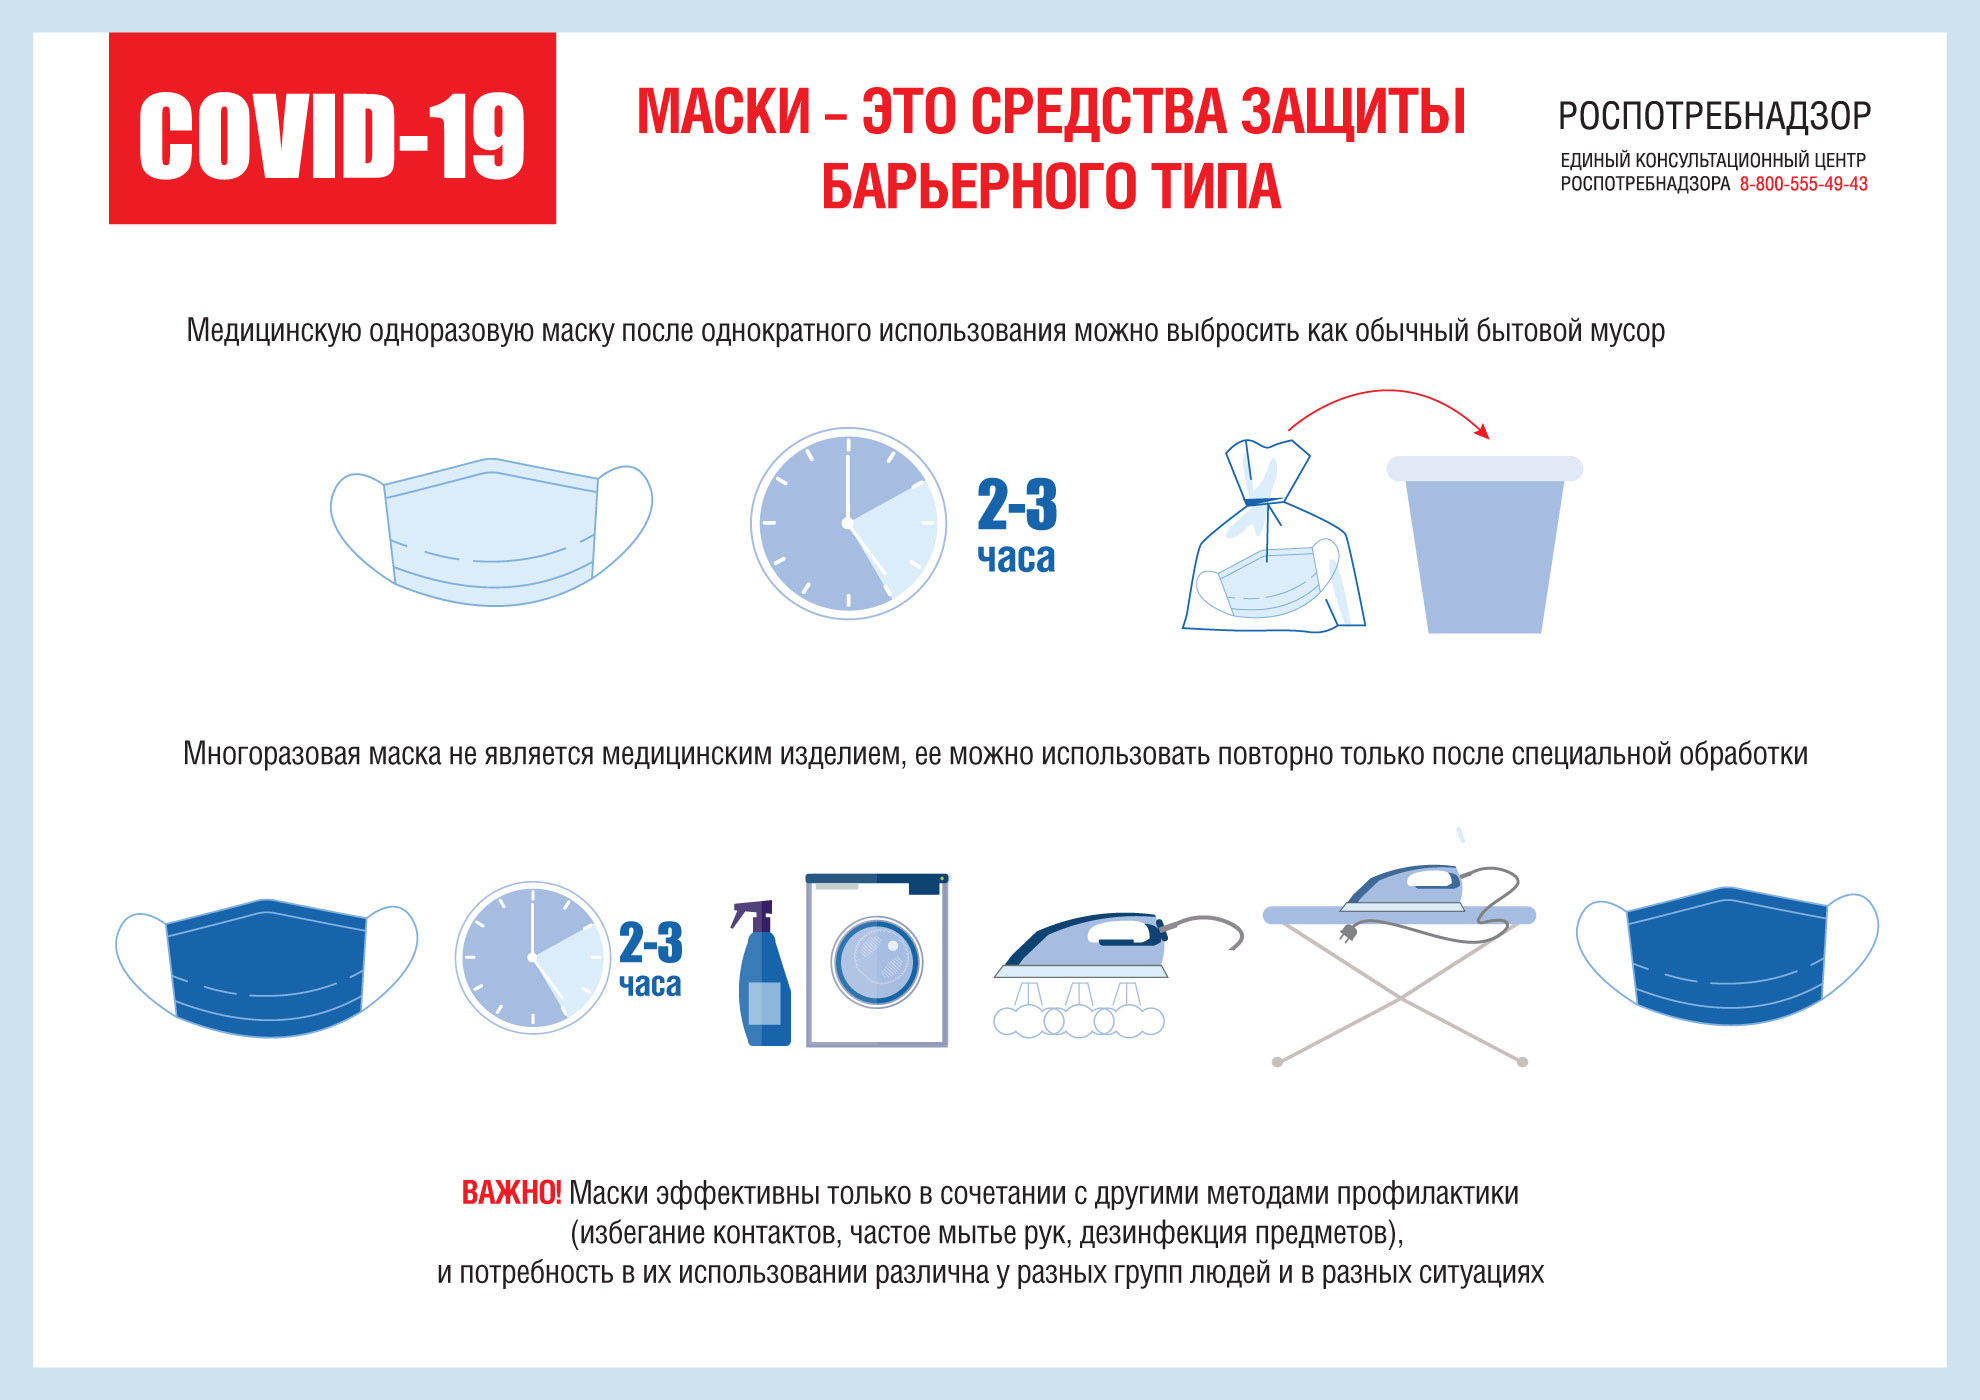 COVID-19
МАСКИ – ЭТО СРЕДСТВА ЗАЩИТЫ
БАРЬЕРНОГО ТИПА
РОСПОТРЕБНАДЗОР
ЕДИНЫЙ КОНСУЛЬТАЦИОННЫЙ ЦЕНТР
РОСПОТРЕБНАДЗОРА 8-800-555-49-43
Медицинскую одноразовую маску после однократного использования можно выбросить как обычный бытовой мусор
2-3
часа
Многоразовая маска не является медицинским изделием, ее можно использовать повторно только после специальной обработки
2-3
часа
ВАЖНО! Маски эффективны только в сочетании с другими методами профилактики
(избегание контактов, частое мытье рук, дезинфекция предметов),
и потребность в их использовании различна у разных групп людей и в разных ситуациях